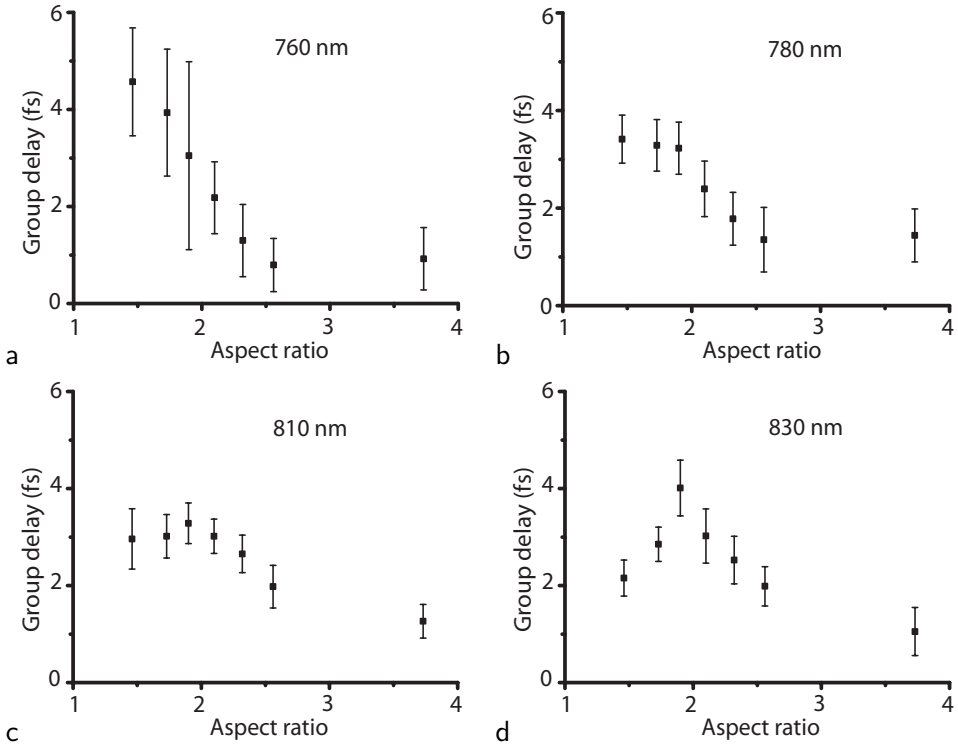 6
4
2
0
Group delay (fs)
760 nm
1 2 3 4
Aspect ratio
a
6
4
2
0
Group delay (fs)
780 nm
1 2 3 4
Aspect ratio
b
6
4
2
0
Group delay (fs)
810 nm
1 2 3 4
Aspect ratio
c
6
4
2
0
Group delay (fs)
830 nm
1 2 3 4
Aspect ratio
d